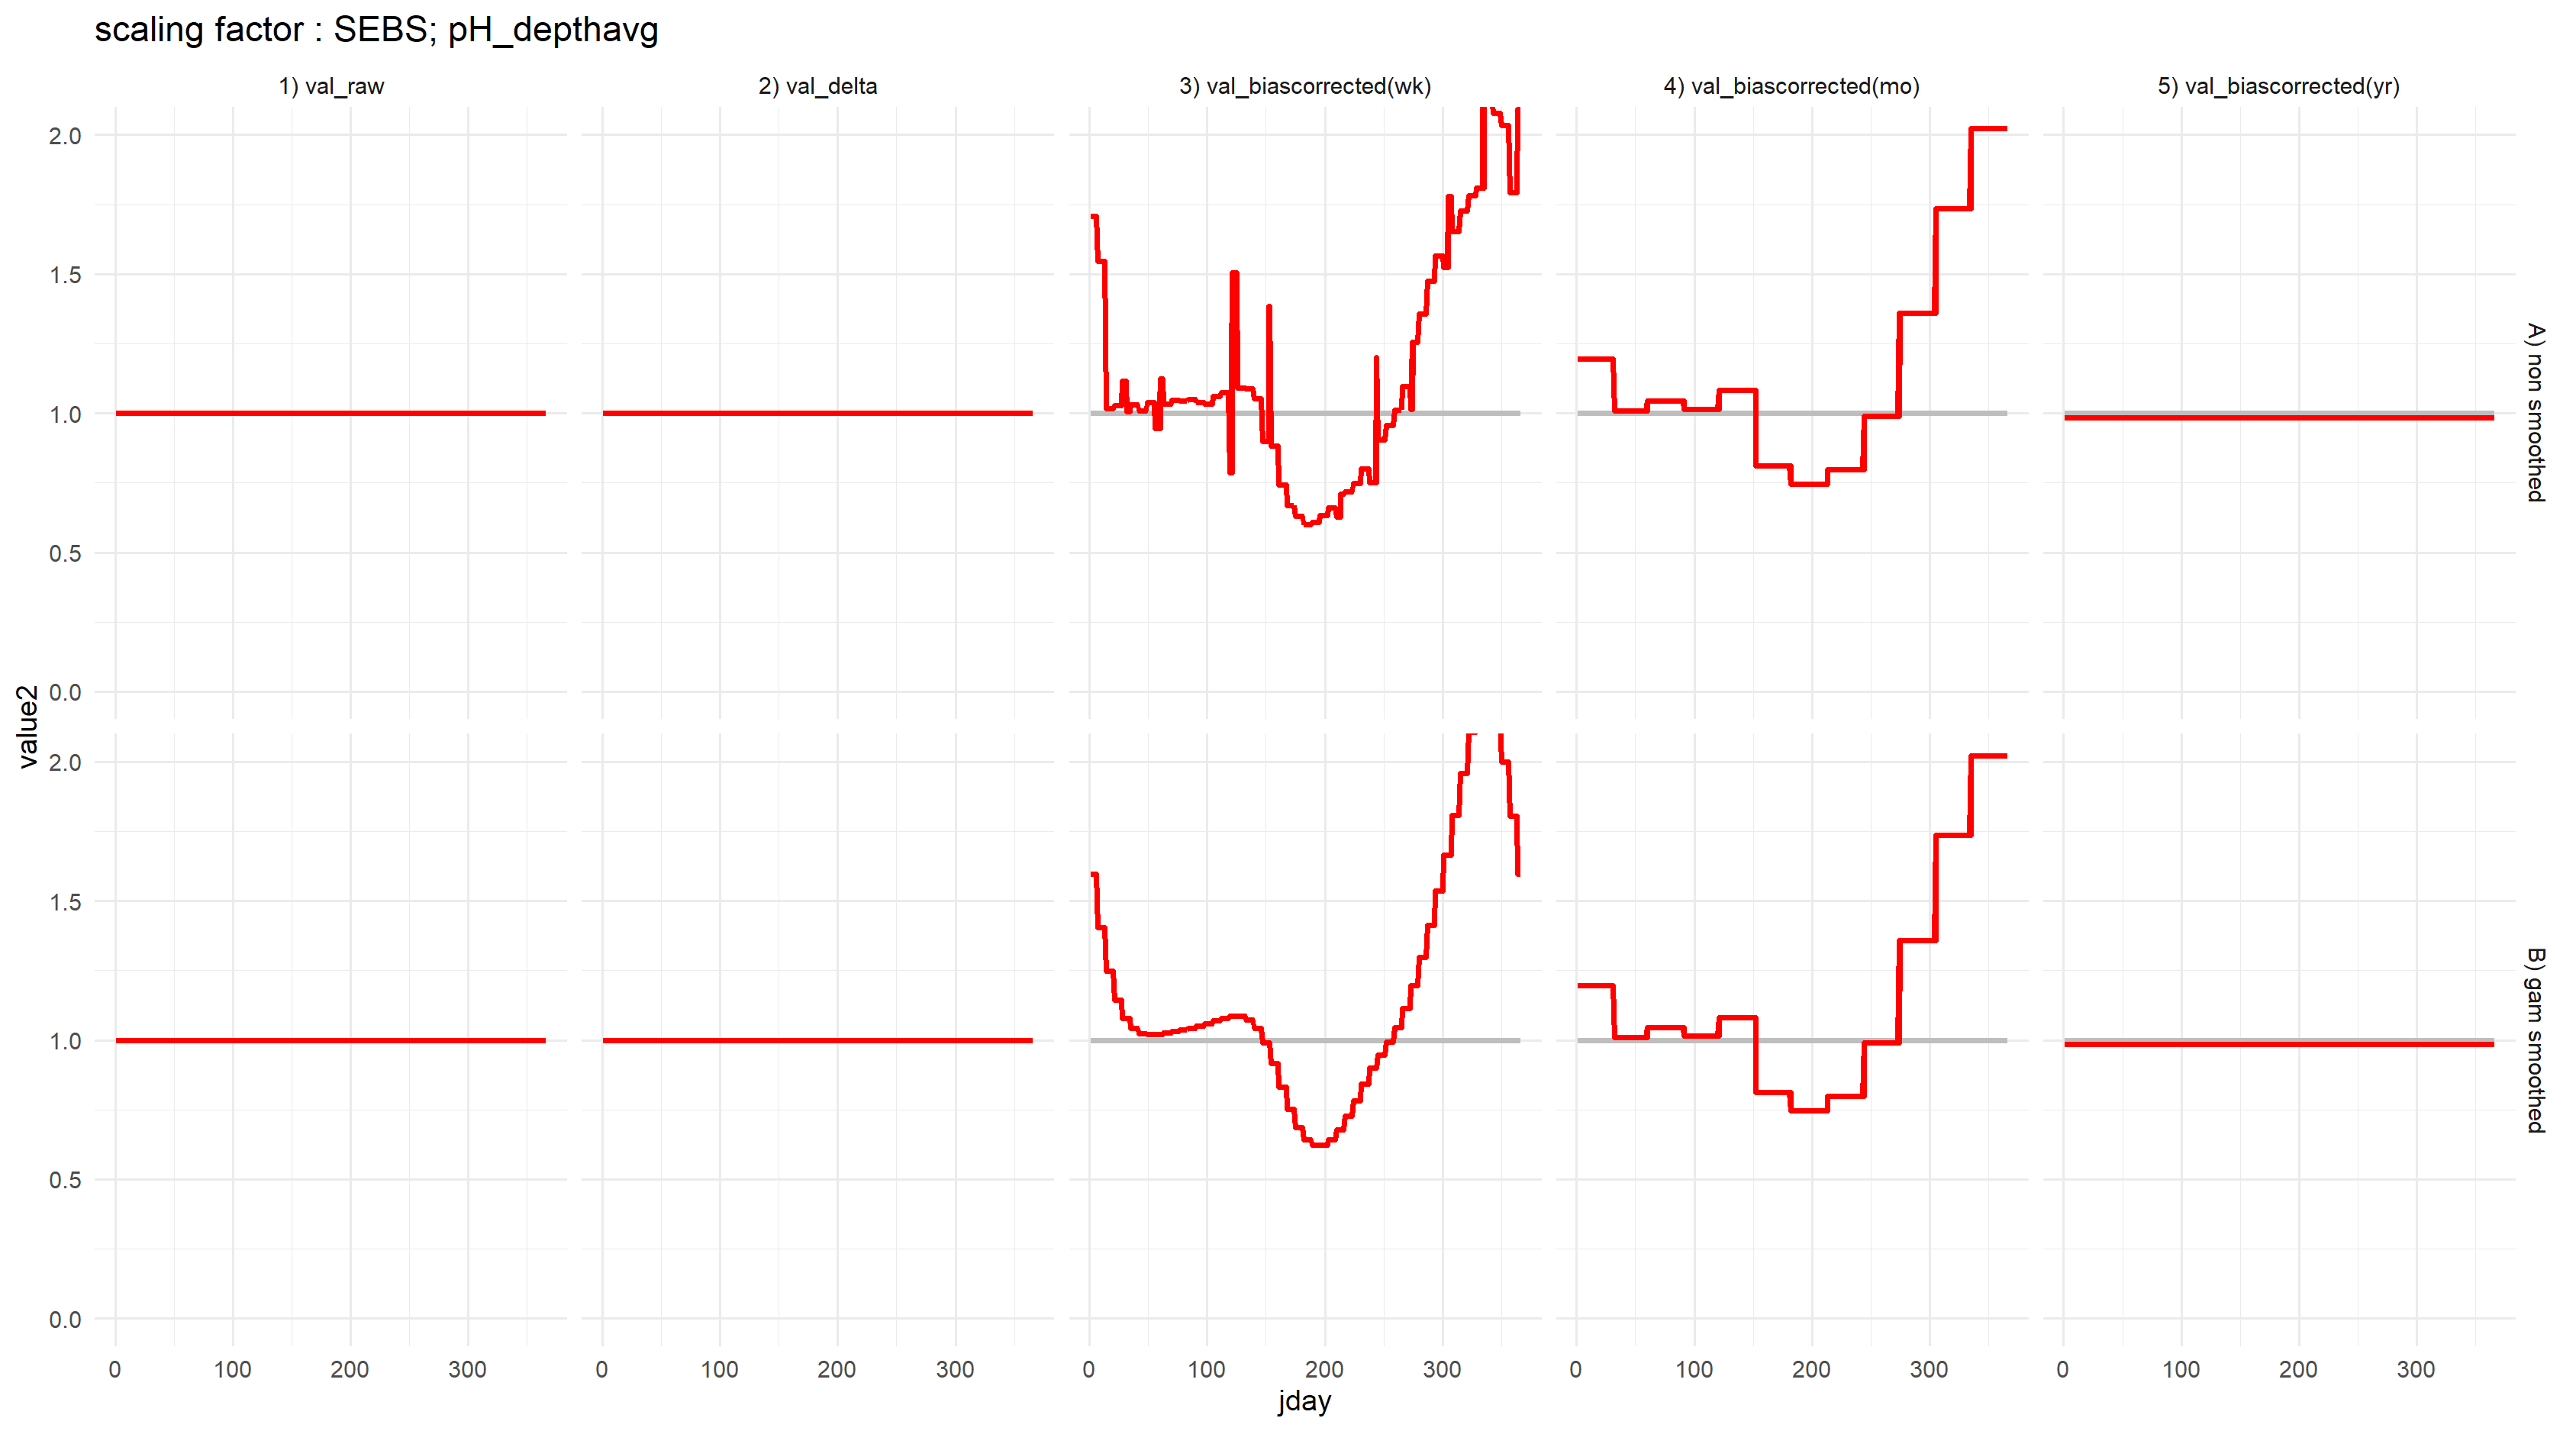 scaling factor : SEBS; pH_depthavg
1) val_raw
2) val_delta
3) val_biascorrected(wk)
4) val_biascorrected(mo)
5) val_biascorrected(yr)
2.0
1.5
1.0
0.5
0.0
A) non smoothed
value2
2.0
1.5
1.0
0.5
0.0
B) gam smoothed
0 100 200 300
0 100 200 300
0 100 200 300
0 100 200 300
0 100 200 300
jday